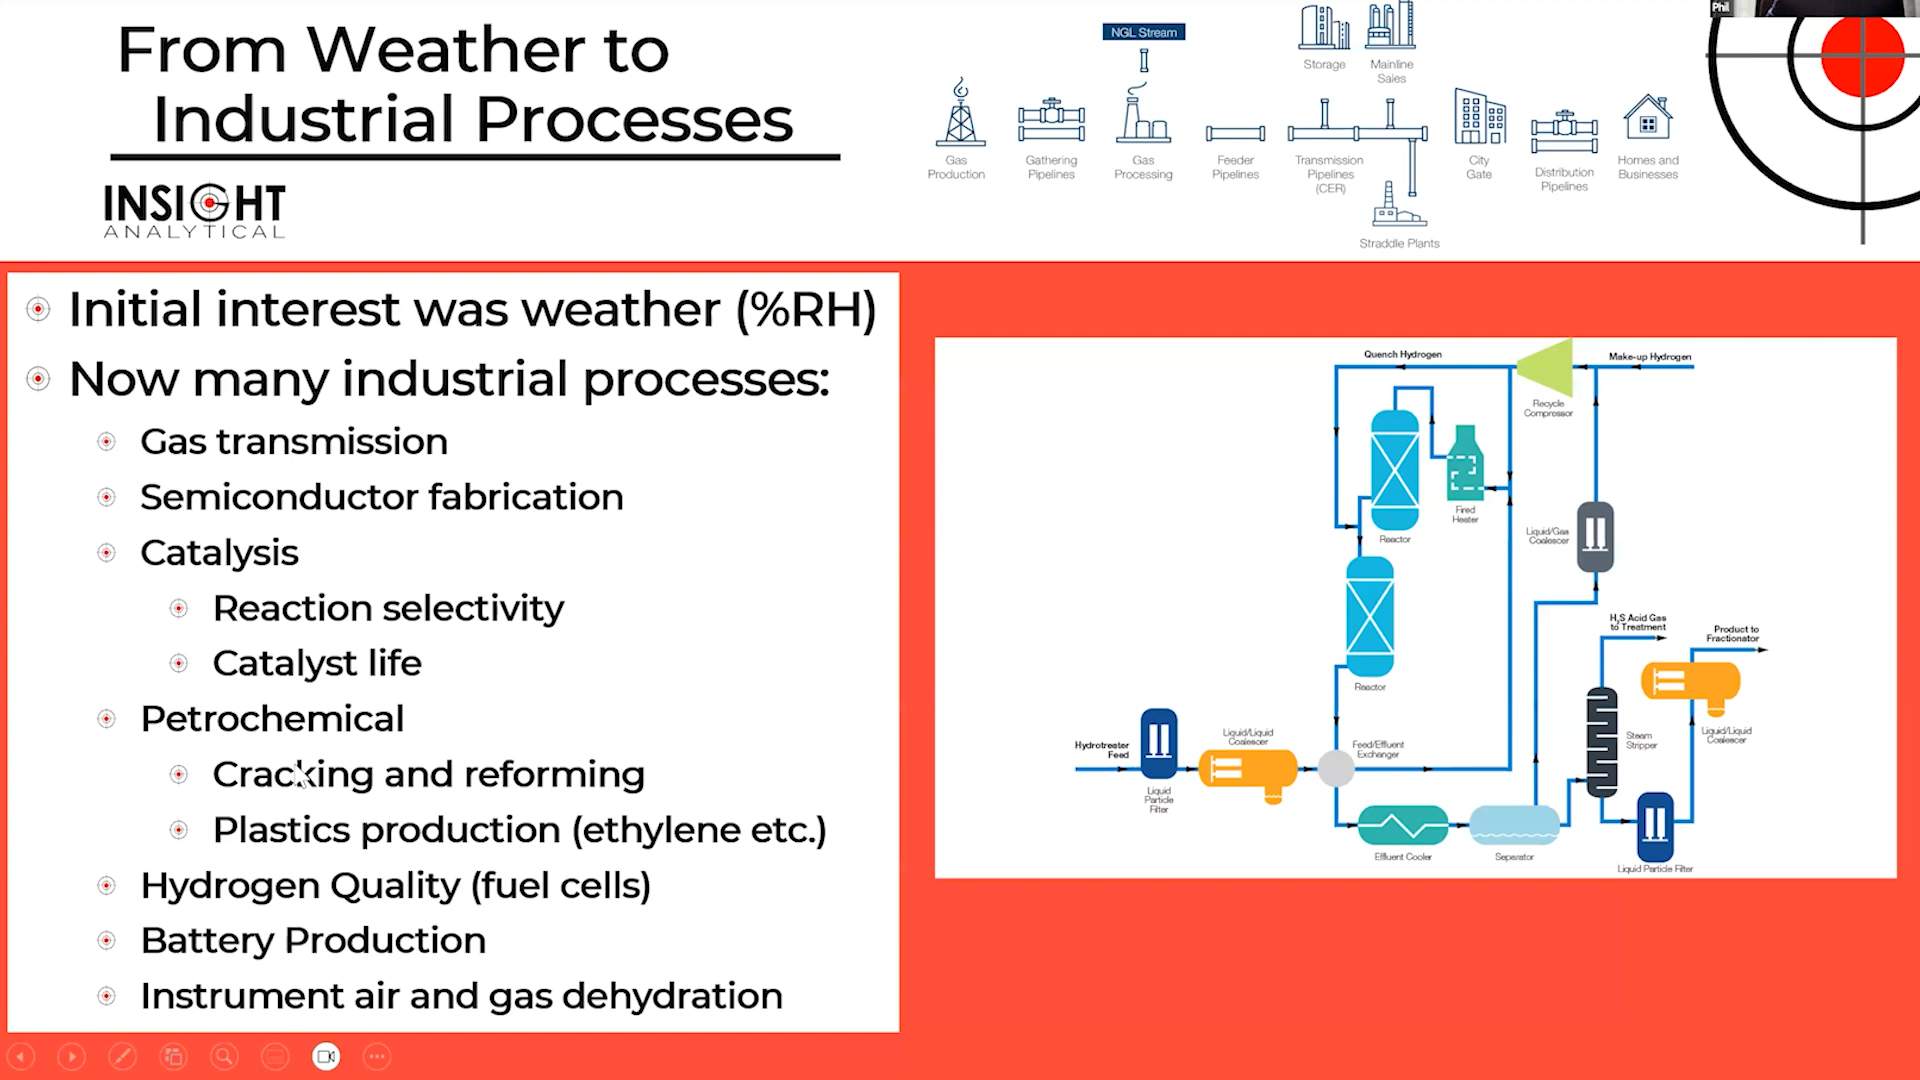 Phil
From Weather to
Industrial Processes
INSIGHT
ANALYTICAL
NGL Stream
Storage
Mainline
Sales
Gas
Production
Gathering
Pipelines
Gas
Processing
Feeder
Pipelines
Transmission
Pipelines
(CER)
City
Gate
Distribution
Pipelines
Homes and
Businesses
Straddle Plants
Initial interest was weather (%RH)
Now many industrial processes:
Gas transmission
Semiconductor fabrication
Catalysis
Reaction selectivity
Catalyst life
Petrochemical
Cracking and reforming
Plastics production (ethylene etc.)
Hydrogen Quality (fuel cells)
Battery Production
Instrument air and gas dehydration
Quench Hydrogen
Make-up Hydrogen
Recycle
Compressor
Fired
Heater
Reactor
Liquid/Gas
Coalescer
Reactor
H₂S Acid Gas
to Treatment
Product to
Fractionator
Hydrotreater
Feed
Liquid/Liquid
Coalescer
Feed/Effluent
Exchanger
Steam
Stripper
Liquid/Liquid
Coalescer
Liquid
Particle
Filter
Effluent Cooler
Separator
Liquid Particle Filter